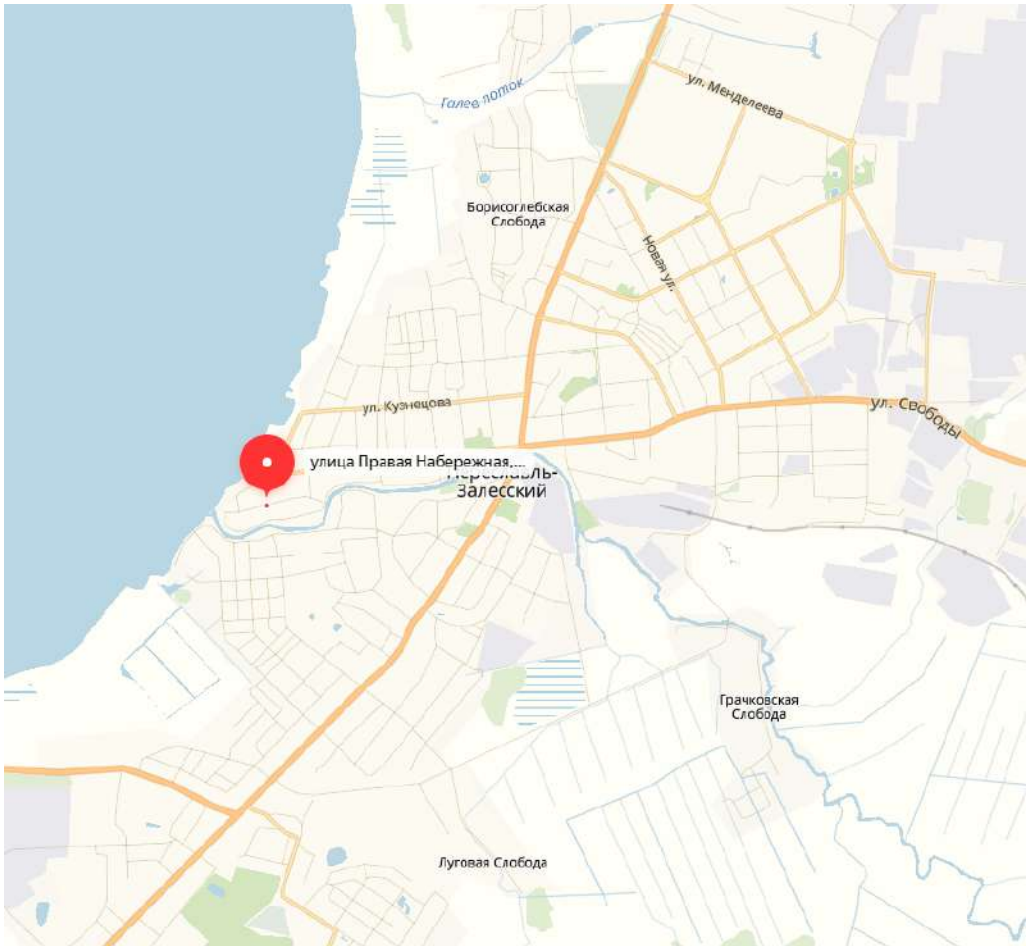 Галев поток
ул. Менделеева
Борисоглебская
Слобода
Новая ул.
ул. Кузнецова
ул. Свободы
улица Правая Набережная,...
Переславль-
Залесский
Грачковская
Слобода
Луговая Слобода